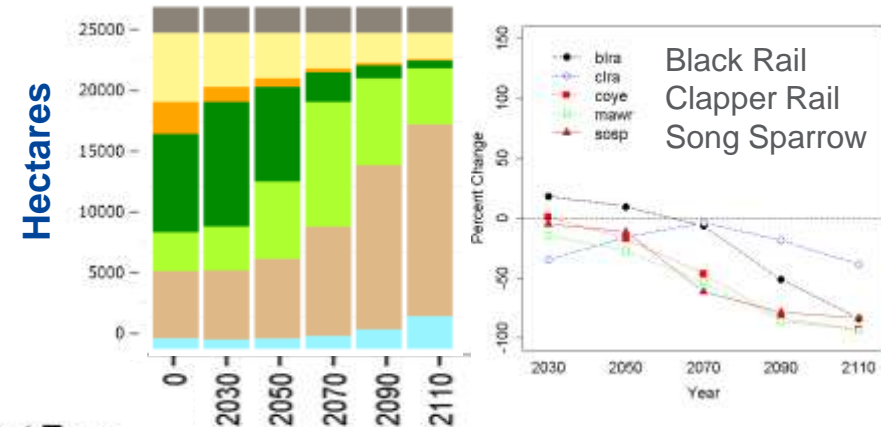 Hectares
25000
20000
15000
10000
5000
0
0
2030
2050
2070
2090
2110
Percent Change
150
100
50
0
-50
-100
blra
clra
coye
mawr
sosp
Black Rail
Clapper Rail
Song Sparrow
2030
2050
2070
2090
2110
Year